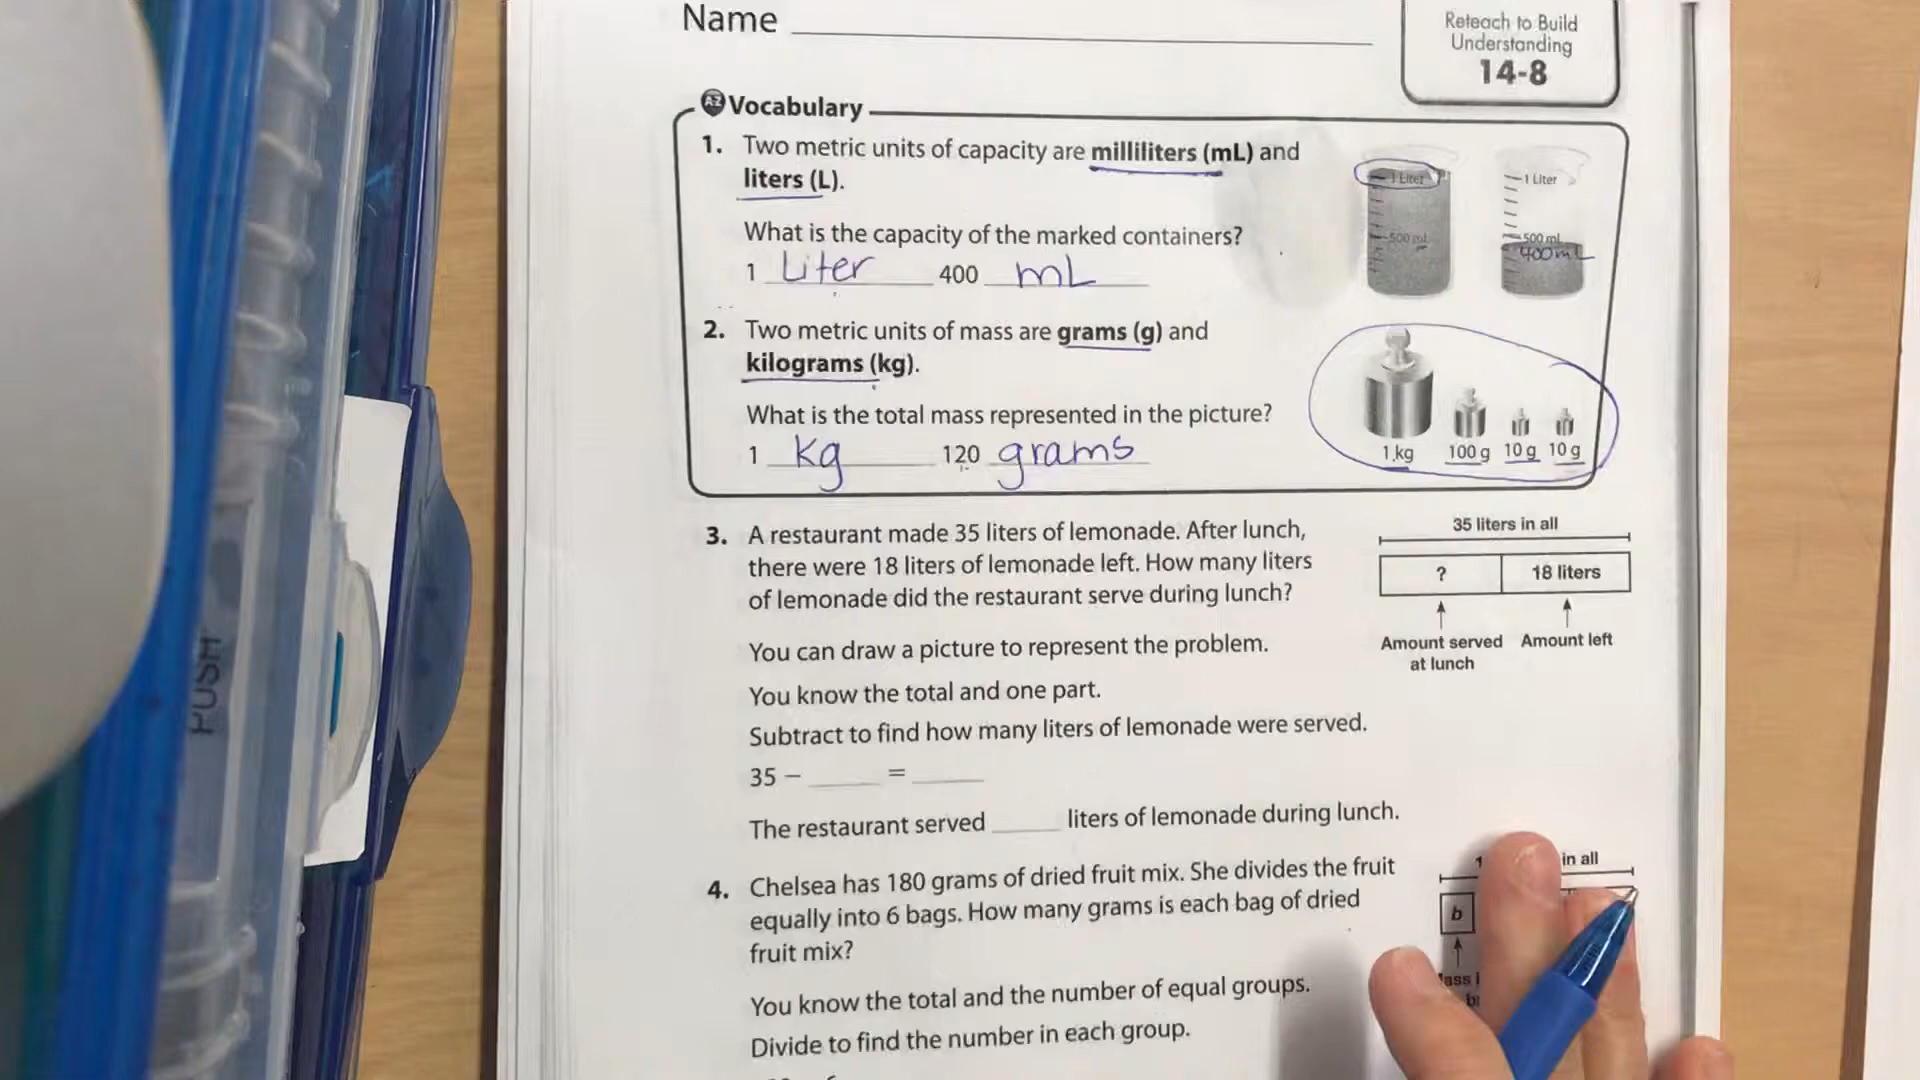 Name
Reteach to Build
Understanding
14-8
A-Z Vocabulary
1. Two metric units of capacity are milliliters (mL) and
liters (L).
1 Liter
500 mL
1 Liter
500 mL
400 mL
What is the capacity of the marked containers?
1 Liter 400 mL
2. Two metric units of mass are grams (g) and
kilograms (kg).
What is the total mass represented in the picture?
1 kg 120 grams
1 kg 100 g 10 g 10 g
3. A restaurant made 35 liters of lemonade. After lunch,
there were 18 liters of lemonade left. How many liters
of lemonade did the restaurant serve during lunch?
35 liters in all
? 18 liters
Amount served
at lunch
Amount left
You can draw a picture to represent the problem.
You know the total and one part.
Subtract to find how many liters of lemonade were served.
35 − ____ = ____
The restaurant served ____ liters of lemonade during lunch.
4. Chelsea has 180 grams of dried fruit mix. She divides the fruit
equally into 6 bags. How many grams is each bag of dried
fruit mix?
in all
b
You know the total and the number of equal groups.
Divide to find the number in each group.
PUSH